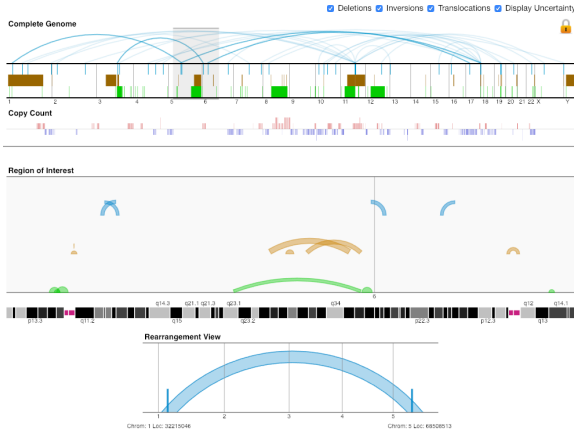 Deletions Inversions Translocations Display Uncertainty
Complete Genome
1 2 3 4 5 6 7 8 9 10 11 12 13 14 15 16 17 18 19 20 21 22 X Y
Copy Count
Region of Interest
6
q14.3 q21.1 q21.3 q23.1 q34 q12 q14.1
p13.3 q11.2 q15 q23.2 p22.3 p12.3 q13
Rearrangement View
1 2 3 4 5
Chrom: 1 Loc: 32215046 Chrom: 5 Loc: 68508513